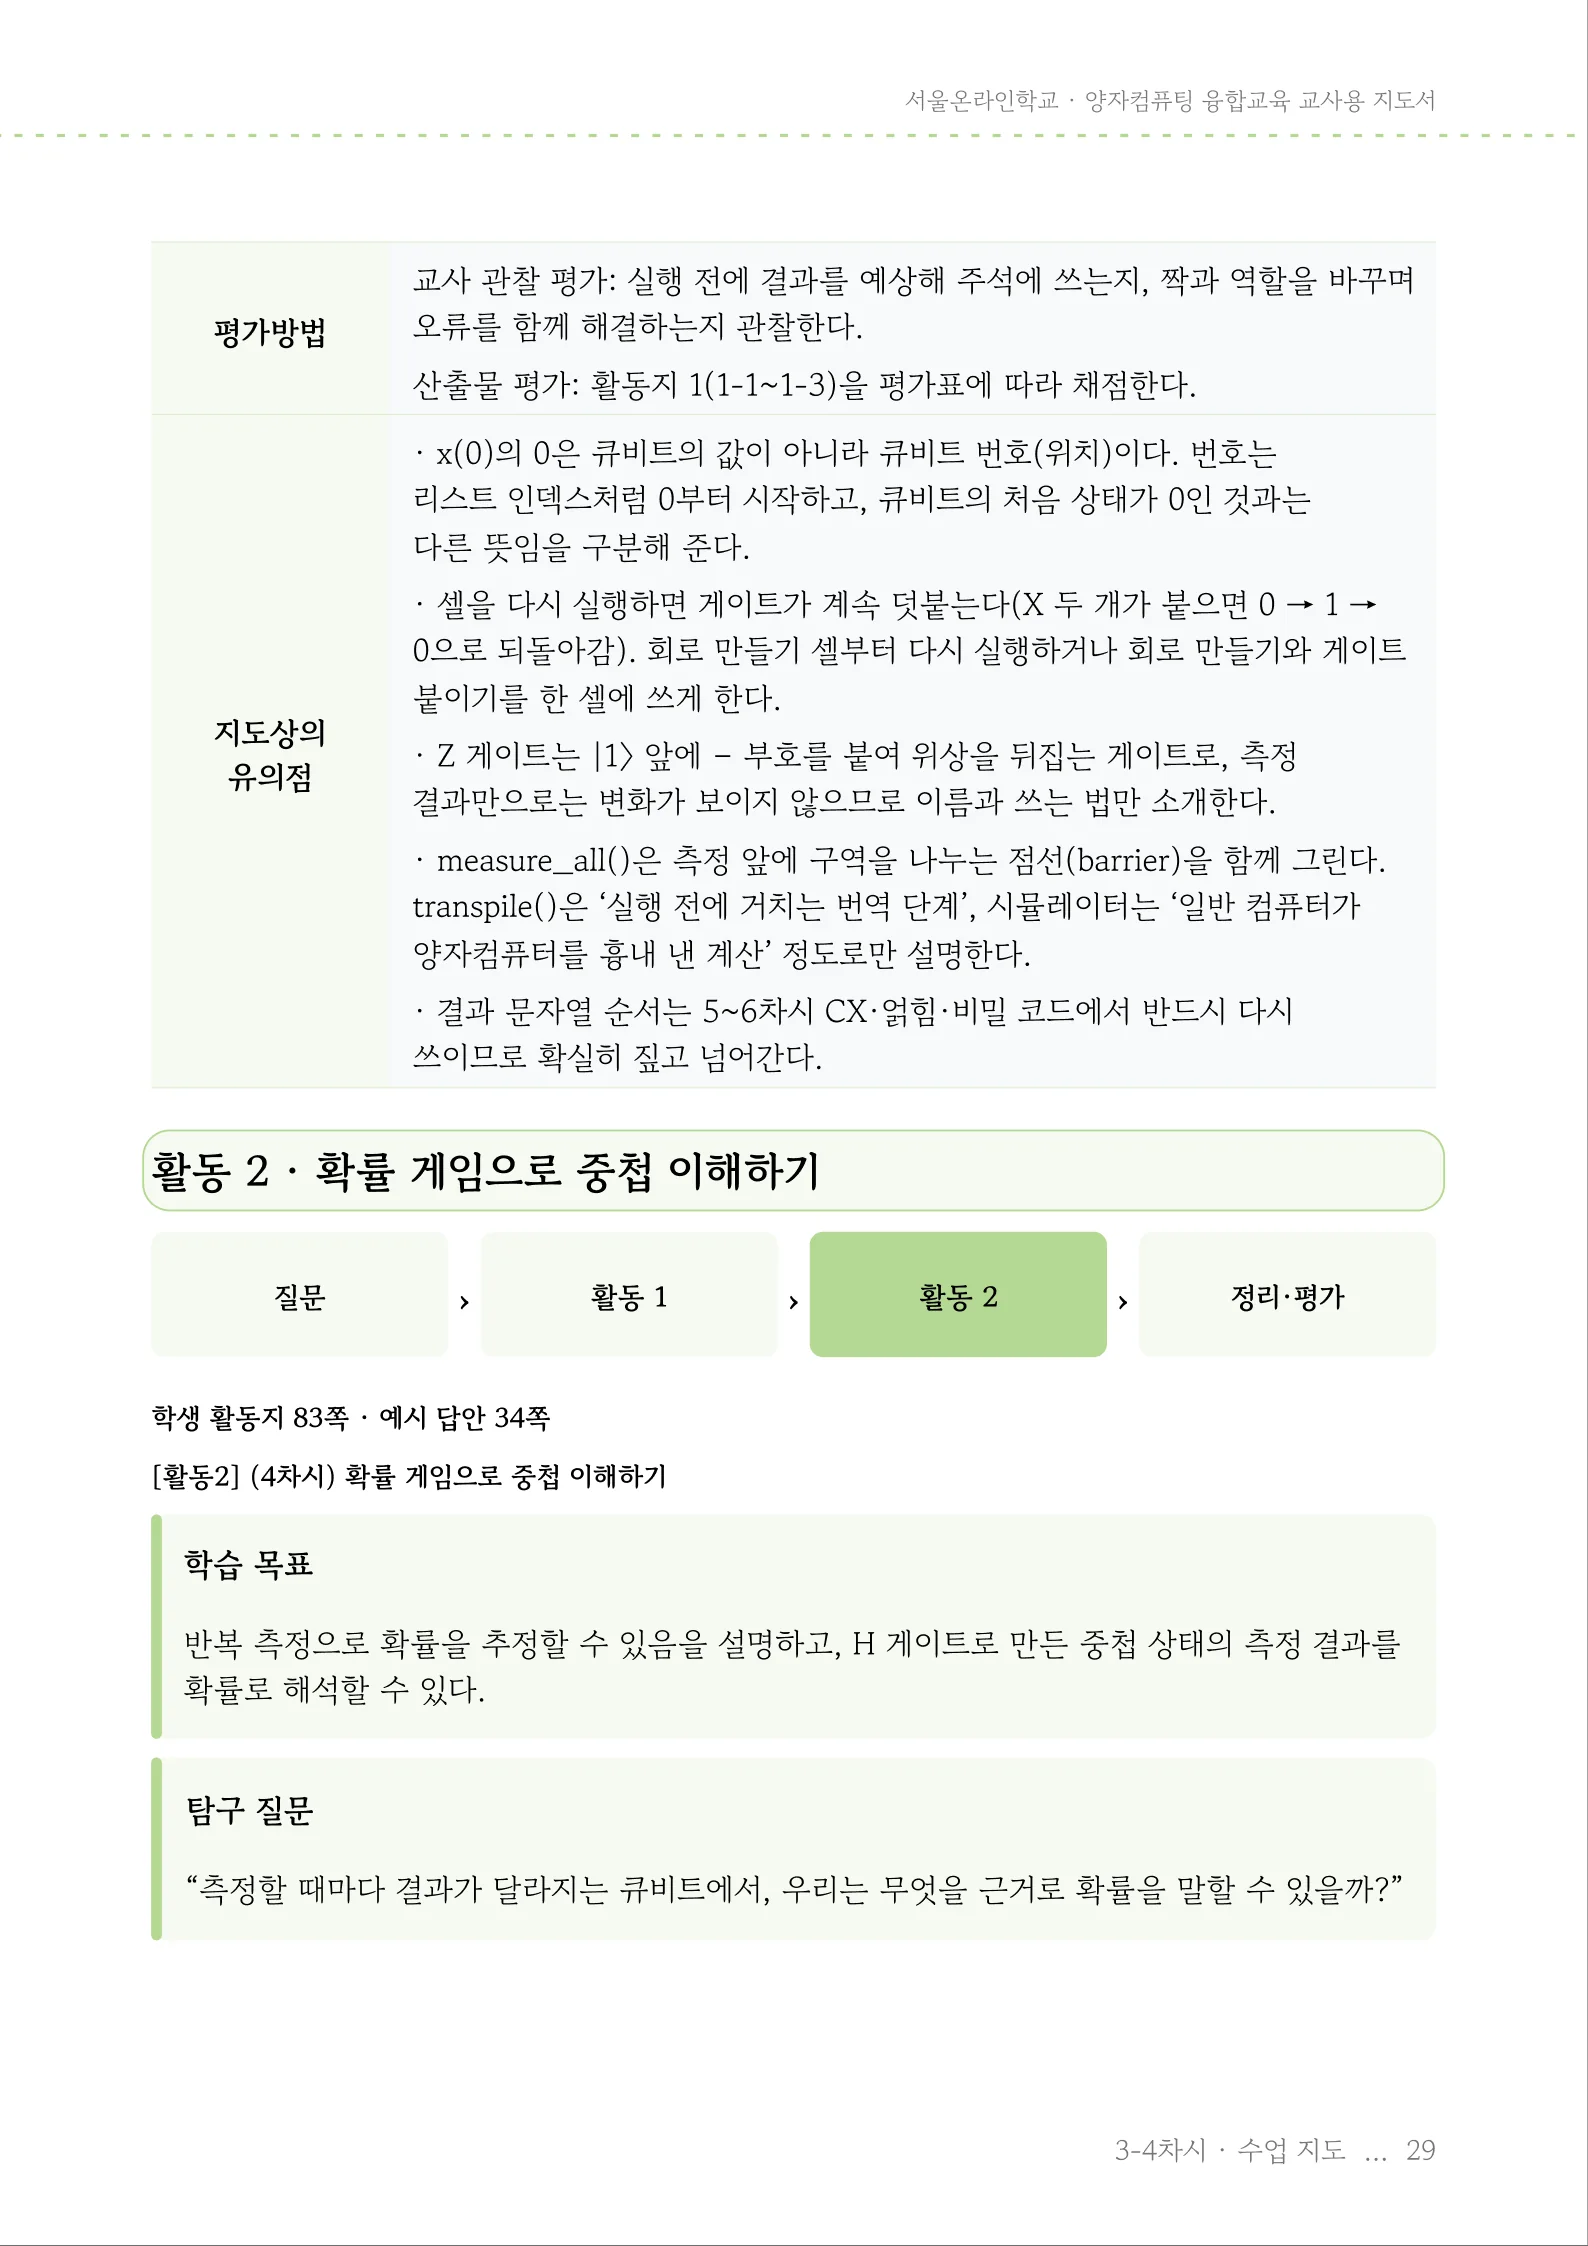 서울온라인학교 · 양자컴퓨팅 융합교육 교사용 지도서
평가방법
교사 관찰 평가: 실행 전에 결과를 예상해 주석에 쓰는지, 짝과 역할을 바꾸며
오류를 함께 해결하는지 관찰한다.
산출물 평가: 활동지 1(1-1~1-3)을 평가표에 따라 채점한다.
지도상의
유의점
· x(0)의 0은 큐비트의 값이 아니라 큐비트 번호(위치)이다. 번호는
리스트 인덱스처럼 0부터 시작하고, 큐비트의 처음 상태가 0인 것과는
다른 뜻임을 구분해 준다.
· 셀을 다시 실행하면 게이트가 계속 덧붙는다(X 두 개가 붙으면 0 → 1 →
0으로 되돌아감). 회로 만들기 셀부터 다시 실행하거나 회로 만들기와 게이트
붙이기를 한 셀에 쓰게 한다.
· Z 게이트는 |1⟩ 앞에 − 부호를 붙여 위상을 뒤집는 게이트로, 측정
결과만으로는 변화가 보이지 않으므로 이름과 쓰는 법만 소개한다.
· measure_all()은 측정 앞에 구역을 나누는 점선(barrier)을 함께 그린다.
transpile()은 ‘실행 전에 거치는 번역 단계’, 시뮬레이터는 ‘일반 컴퓨터가
양자컴퓨터를 흉내 낸 계산’ 정도로만 설명한다.
· 결과 문자열 순서는 5~6차시 CX·얽힘·비밀 코드에서 반드시 다시
쓰이므로 확실히 짚고 넘어간다.
활동 2 · 확률 게임으로 중첩 이해하기
질문 › 활동 1 › 활동 2 › 정리·평가
학생 활동지 83쪽 · 예시 답안 34쪽
[활동2] (4차시) 확률 게임으로 중첩 이해하기
학습 목표
반복 측정으로 확률을 추정할 수 있음을 설명하고, H 게이트로 만든 중첩 상태의 측정 결과를
확률로 해석할 수 있다.
탐구 질문
“측정할 때마다 결과가 달라지는 큐비트에서, 우리는 무엇을 근거로 확률을 말할 수 있을까?”
3-4차시 · 수업 지도 ... 29